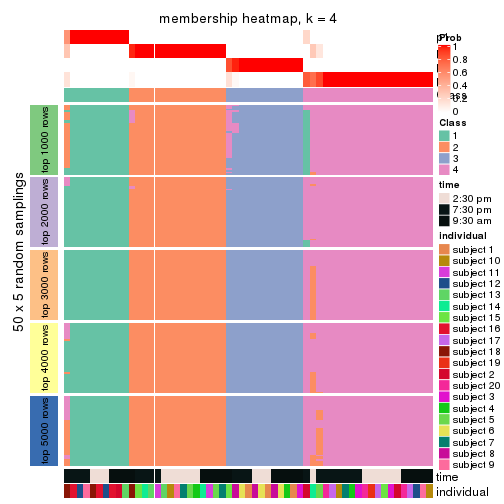 membership heatmap, k = 4
Prob
1
0.8
0.6
0.4
0.2
0
Class
1
2
3
4
time
2:30 pm
7:30 pm
9:30 am
individual
subject 1
subject 10
subject 11
subject 12
subject 13
subject 14
subject 15
subject 16
subject 17
subject 18
subject 19
subject 2
subject 20
subject 3
subject 4
subject 5
subject 6
subject 7
subject 8
subject 9
50 x 5 random samplings
top 1000 rows
top 2000 rows
top 3000 rows
top 4000 rows
top 5000 rows
time
individual